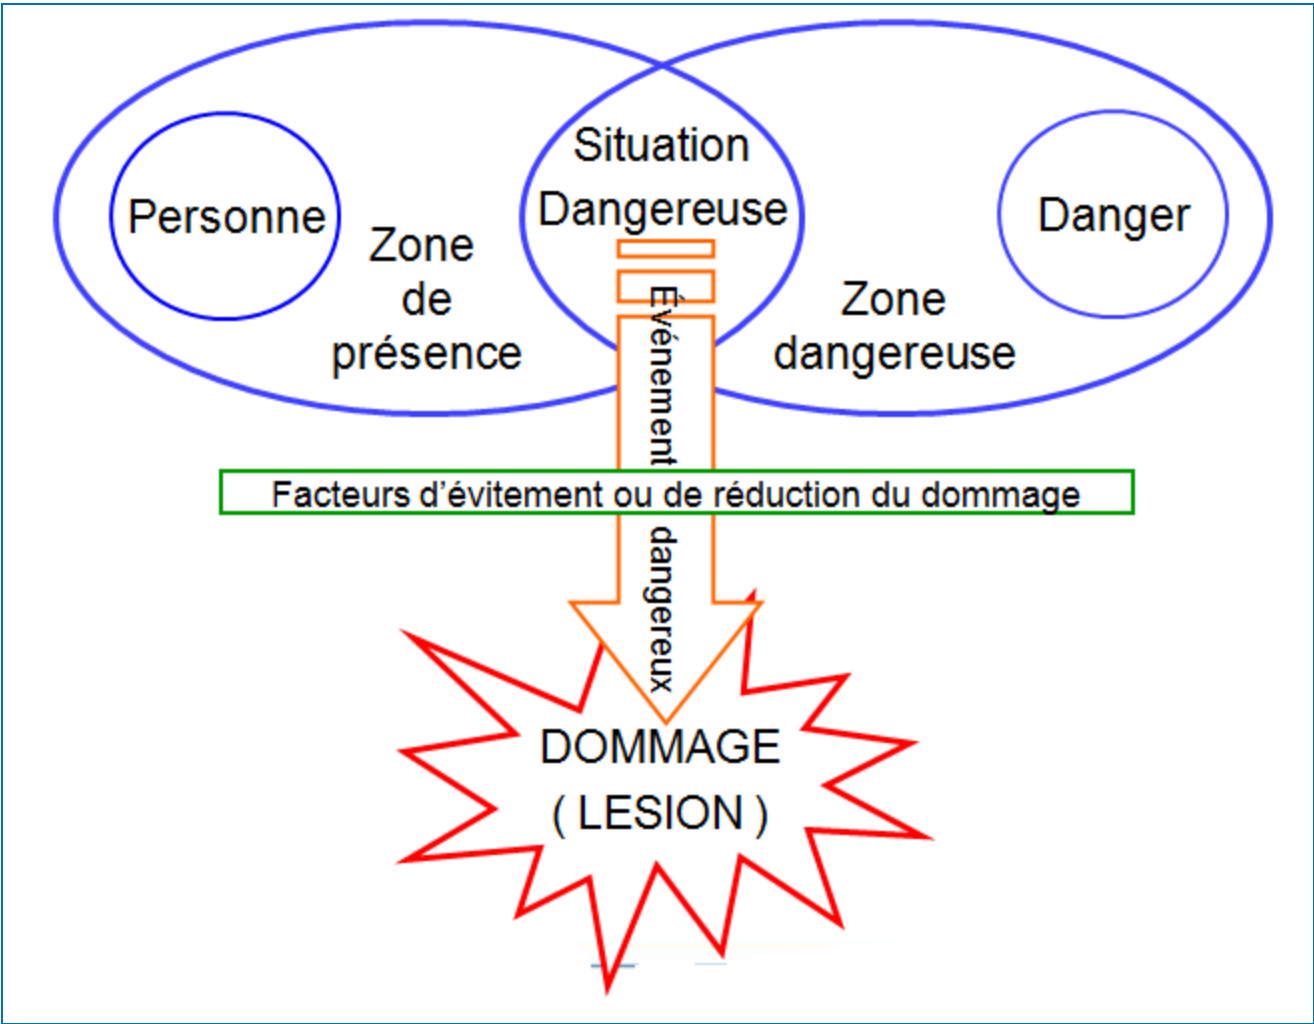 Situation
Dangereuse
Personne
Danger
Zone
de
présence
Zone
dangereuse
Événement
Facteurs d’évitement ou de réduction du dommage
dangereux
DOMMAGE
( LESION )